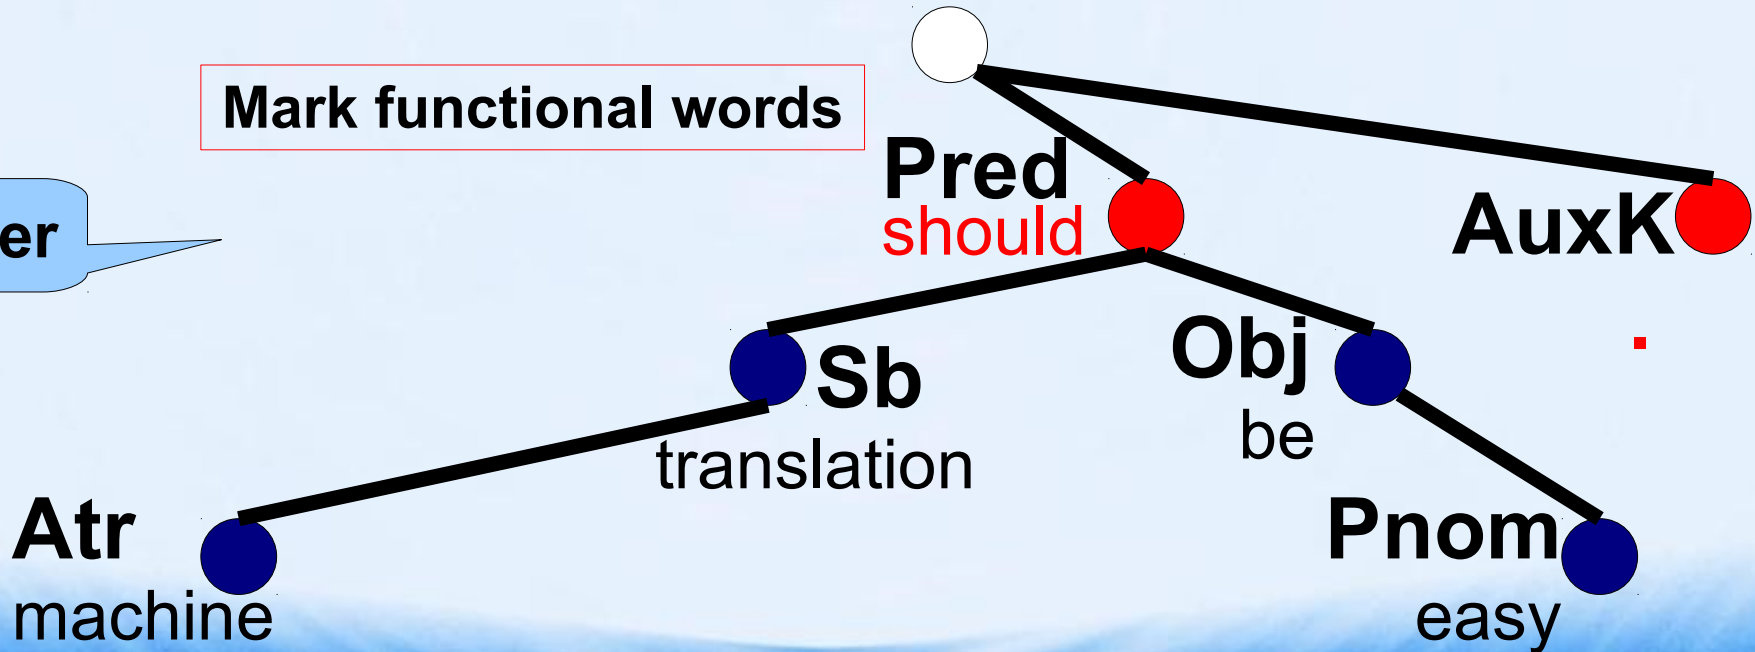 Mark functional words
Pred
should
er
AuxK
Sb
translation
Obj
be
.
Atr
machine
Pnom
easy